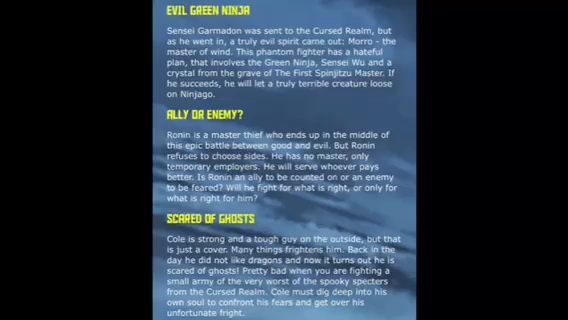 EVIL GREEN NINJA
Sensei Garmadon was sent to the Cursed Realm, but
as he went in, a truly evil spirit came out: Morro - the
master of wind. This phantom fighter has a hateful
plan, that involves the Green Ninja, Sensei Wu and a
crystal from the grave of The First Spinjitzu Master. If
he succeeds, he will let a truly terrible creature loose
on Ninjago.
ALLY OR ENEMY?
Ronin is a master thief who ends up in the middle of
this epic battle between good and evil. But Ronin
refuses to choose sides. He has no master, only
temporary employers. He will serve whoever pays
better. Is Ronin an ally to be counted on or an enemy
to be feared? Will he fight for what is right, or only for
what is right for him?
SCARED OF GHOSTS
Cole is strong and a tough guy on the outside, but that
is just a cover. Many things frightens him. Back in the
day he did not like dragons and now it turns out he is
scared of ghosts! Pretty bad when you are fighting a
small army of the very worst of the spooky specters
from the Cursed Realm. Cole must dig deep into his
own soul to confront his fears and get over his
unfortunate fright.